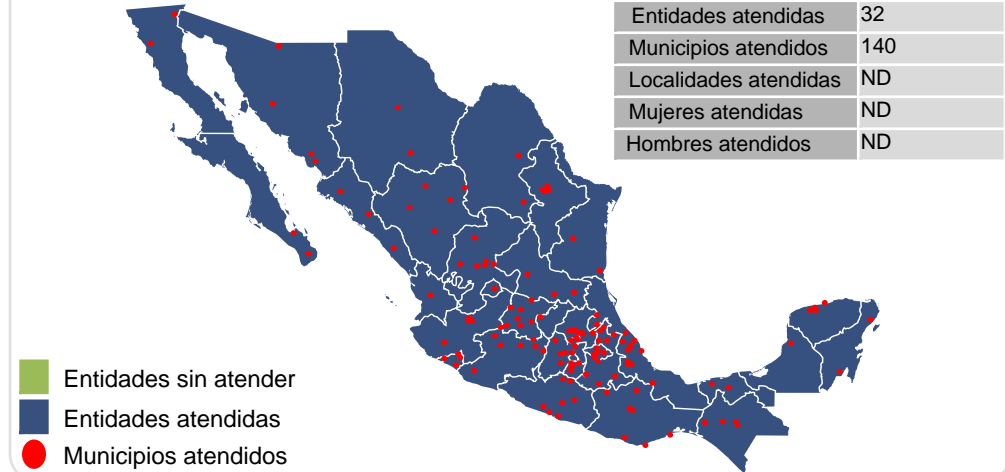 Entidades atendidas 32
Municipios atendidos 140
Localidades atendidas ND
Mujeres atendidas ND
Hombres atendidos ND
Entidades sin atender
Entidades atendidas
Municipios atendidos